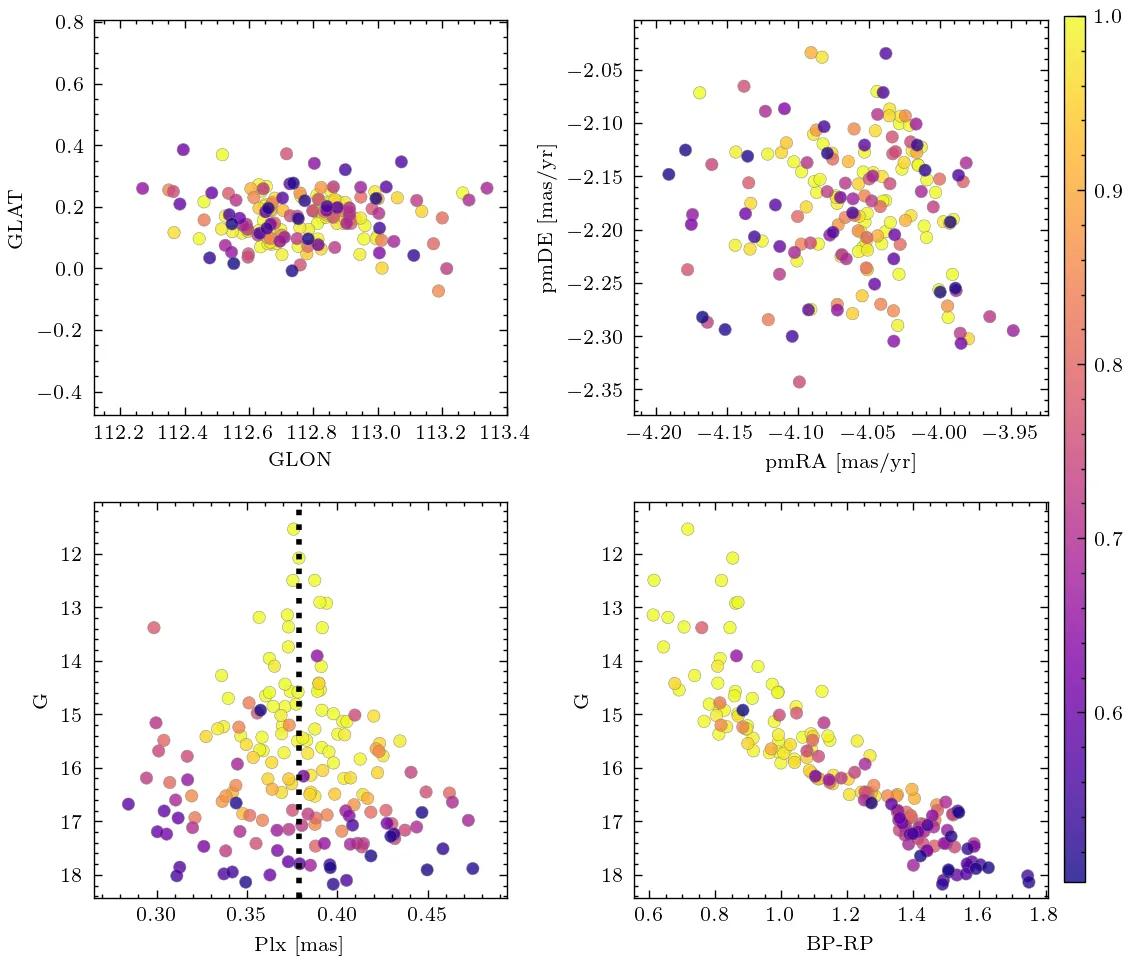 0.8
0.6
0.4
0.2
0.0
−0.2
−0.4
GLAT
112.2 112.4 112.6 112.8 113.0 113.2 113.4
GLON
−2.05
−2.10
−2.15
−2.20
−2.25
−2.30
−2.35
pmDE [mas/yr]
−4.20 −4.15 −4.10 −4.05 −4.00 −3.95
pmRA [mas/yr]
12
13
14
15
16
17
18
G
0.30 0.35 0.40 0.45
Plx [mas]
12
13
14
15
16
17
18
G
0.6 0.8 1.0 1.2 1.4 1.6 1.8
BP-RP
1.0
0.9
0.8
0.7
0.6